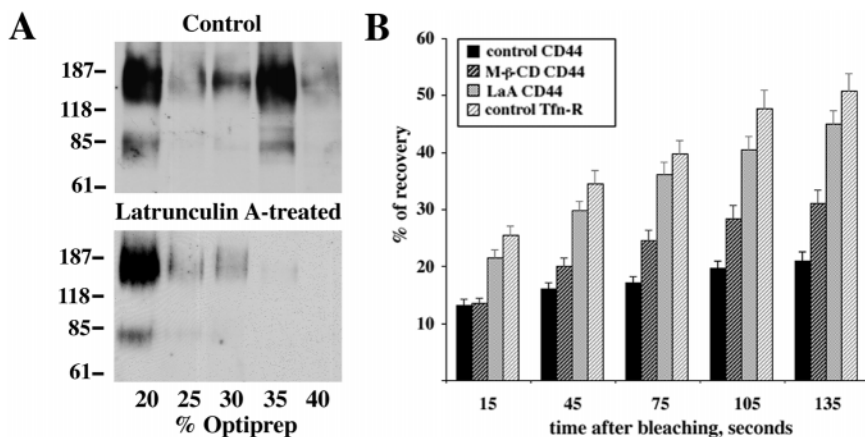 A
Control
187
118
85
61
Latrunculin A-treated
187
118
85
61
20 25 30 35 40
% Optiprep
B
% of recovery
60
50
40
30
20
10
control CD44
M-β-CD CD44
LaA CD44
control Tfn-R
15 45 75 105 135
time after bleaching, seconds